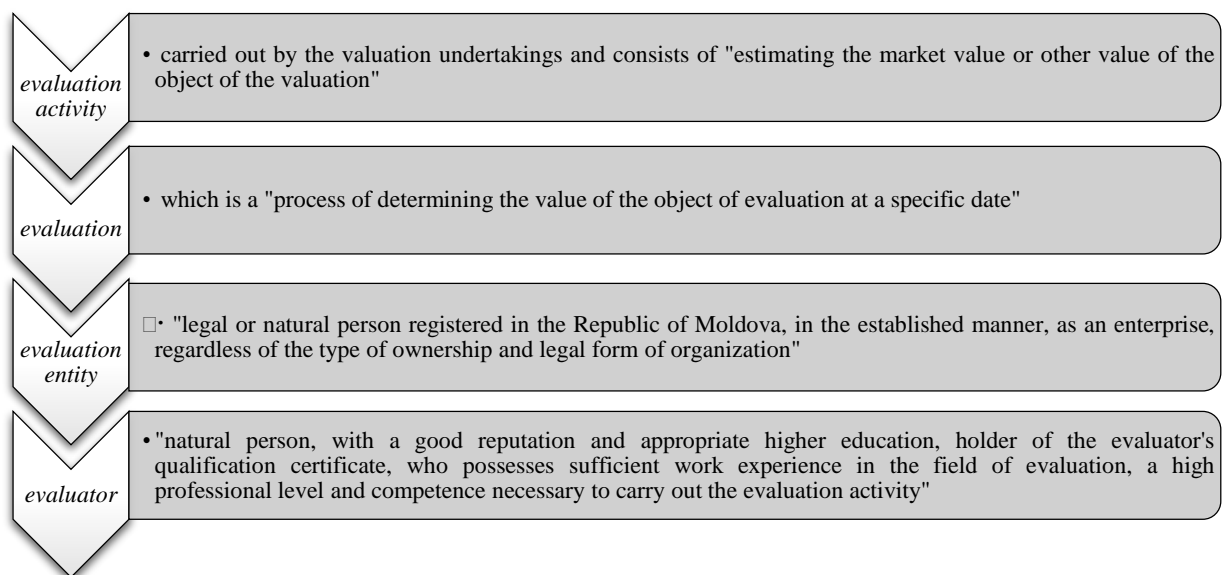 evaluation
activity
• carried out by the valuation undertakings and consists of "estimating the market value or other value of the
object of the valuation"
evaluation
• which is a "process of determining the value of the object of evaluation at a specific date"
evaluation
entity
□· "legal or natural person registered in the Republic of Moldova, in the established manner, as an enterprise,
regardless of the type of ownership and legal form of organization"
evaluator
• "natural person, with a good reputation and appropriate higher education, holder of the evaluator's
qualification certificate, who possesses sufficient work experience in the field of evaluation, a high
professional level and competence necessary to carry out the evaluation activity"